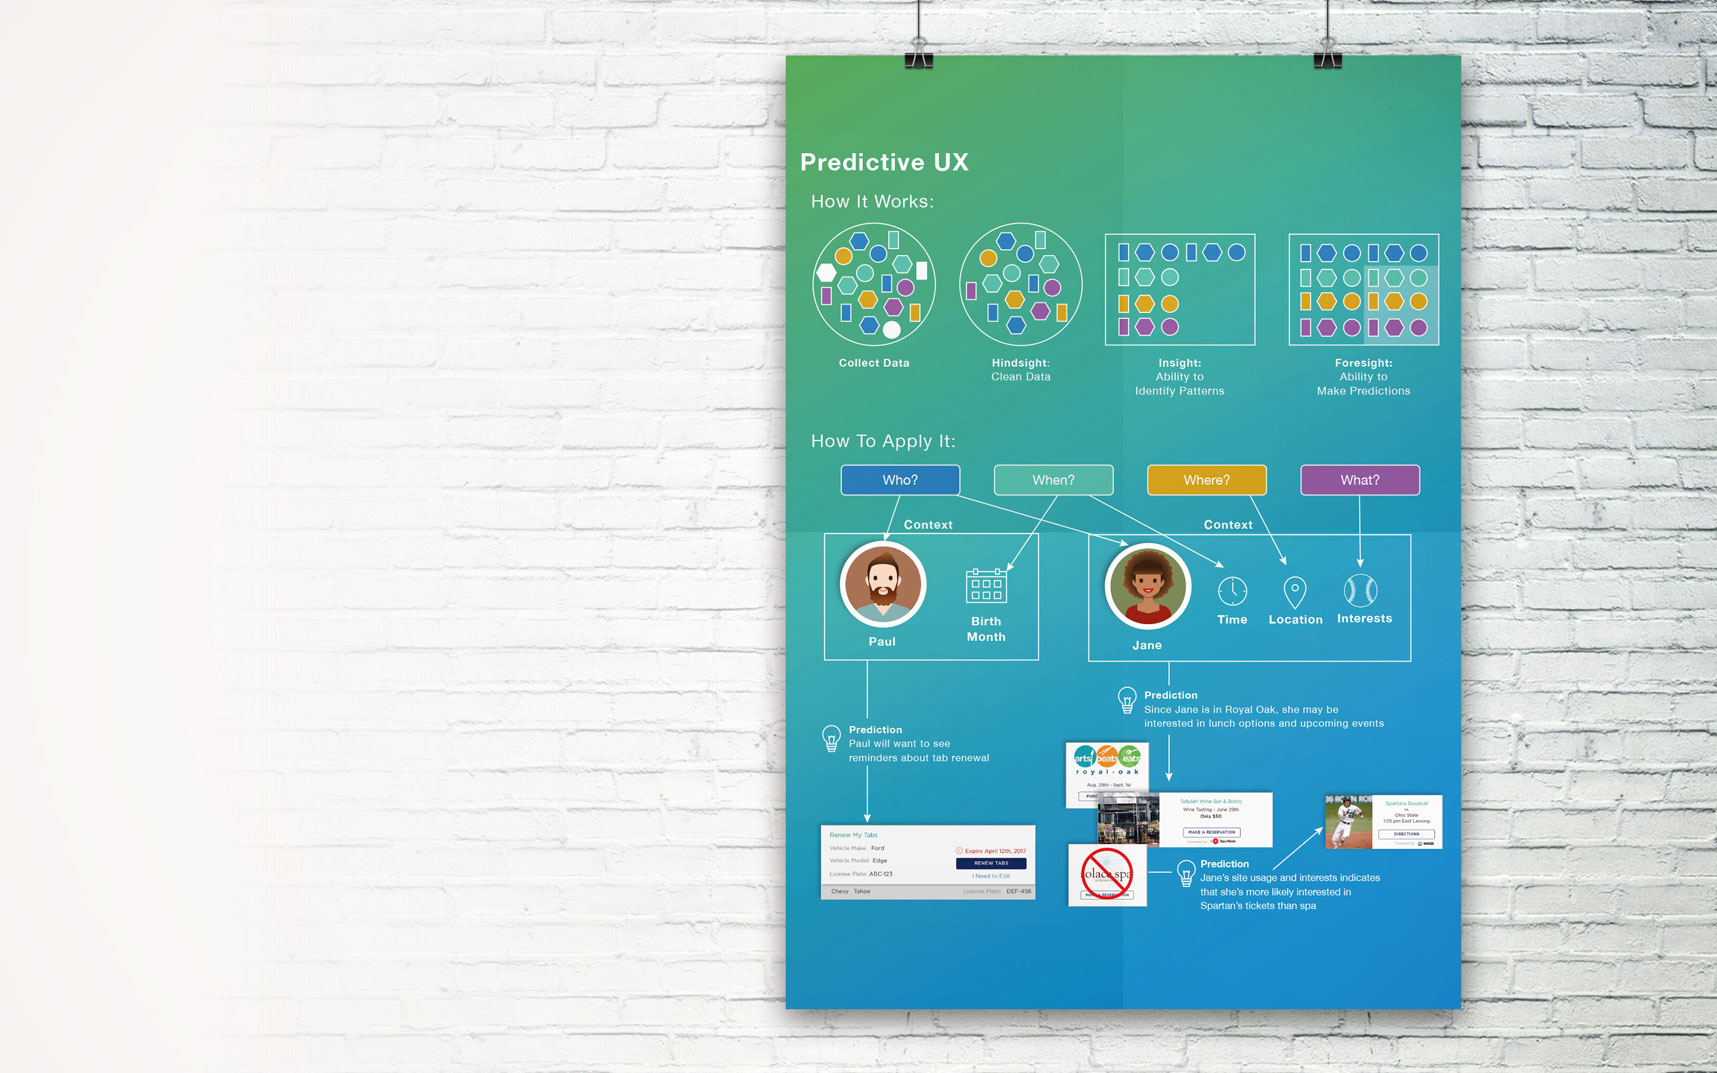 Predictive UX
How It Works:
Collect Data
Hindsight:
Clean Data
Insight:
Ability to
Identify Patterns
Foresight:
Ability to
Make Predictions
How To Apply It:
Who?
When?
Where?
What?
Context
Context
Paul
Birth
Month
Jane
Time
Location
Interests
Prediction
Since Jane is in Royal Oak, she may be
interested in lunch options and upcoming events
Prediction
Paul will want to see
reminders about tab renewal
arts beats eats
royal-oak
Aug. 29th - Sept. 1st
Tallulah Wine Bar & Bistro
Wine Tasting - June 29th
Only $50
MAKE A RESERVATION
Spartans Baseball
vs
Ohio State
1:05 pm East Lansing
DIRECTIONS
Renew My Tabs
Vehicle Make: Ford
Vehicle Model: Edge
License Plate: ABC-123
Expire April 12th, 2017
RENEW TABS
I Need to Edit
Chevy Tahoe
License Plate: DEF-456
Prediction
Jane's site usage and interests indicates
that she's more likely interested in
Spartan's tickets than spa